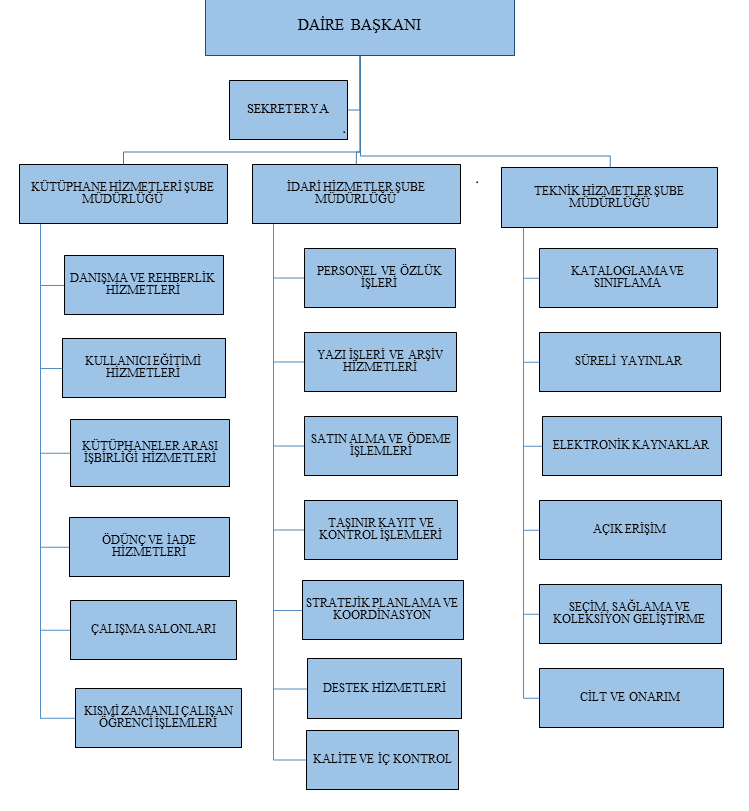 DAİRE BAŞKANI
SEKRETERYA
.
KÜTÜPHANE HİZMETLERİ ŞUBE
MÜDÜRLÜĞÜ
DANIŞMA VE REHBERLİK
HİZMETLERİ
KULLANICI EĞİTİMİ
HİZMETLERİ
KÜTÜPHANELER ARASI
İŞBİRLİĞİ HİZMETLERİ
ÖDÜNÇ VE İADE
HİZMETLERİ
ÇALIŞMA SALONLARI
KISMİ ZAMANLI ÇALIŞAN
ÖĞRENCİ İŞLEMLERİ
İDARİ HİZMETLER ŞUBE
MÜDÜRLÜĞÜ
.
PERSONEL VE ÖZLÜK
İŞLERİ
YAZI İŞLERİ VE ARŞİV
HİZMETLERİ
SATIN ALMA VE ÖDEME
İŞLEMLERİ
TAŞINIR KAYIT VE
KONTROL İŞLEMLERİ
STRATEJİK PLANLAMA VE
KOORDİNASYON
DESTEK HİZMETLERİ
KALİTE VE İÇ KONTROL
TEKNİK HİZMETLER ŞUBE
MÜDÜRLÜĞÜ
KATALOGLAMA VE
SINIFLAMA
SÜRELİ YAYINLAR
ELEKTRONİK KAYNAKLAR
AÇIK ERİŞİM
SEÇİM, SAĞLAMA VE
KOLEKSİYON GELİŞTİRME
CİLT VE ONARIM